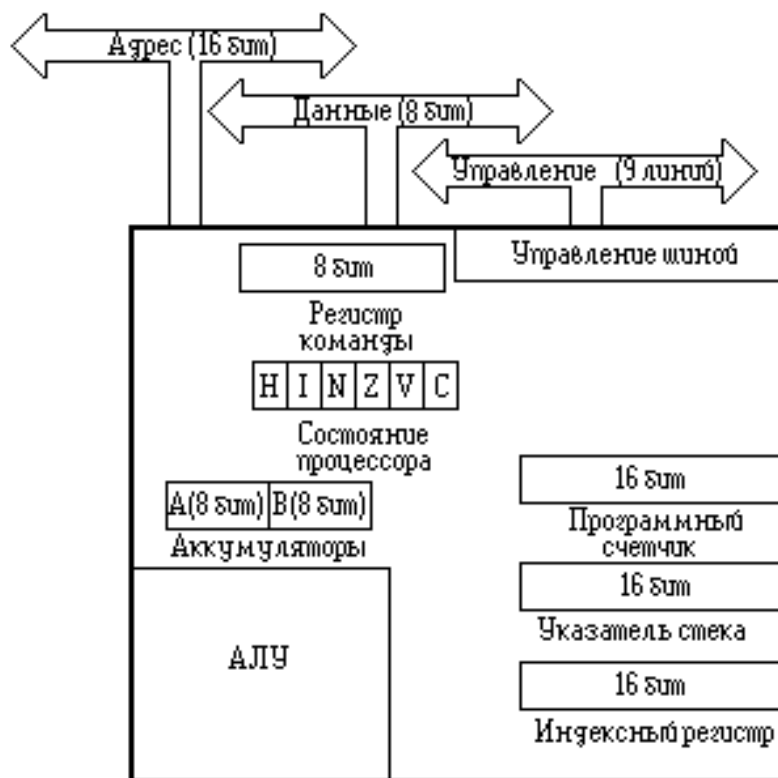 Адрес (16 бит)
Данные (8 бит)
Управление (9 линий)
8 бит
Управление шиной
Регистр
команды
H I N Z V C
Состояние
процессора
A(8 бит) B(8 бит)
Аккумуляторы
16 бит
Программный
счетчик
16 бит
Указатель стека
АЛУ
16 бит
Индексный регистр